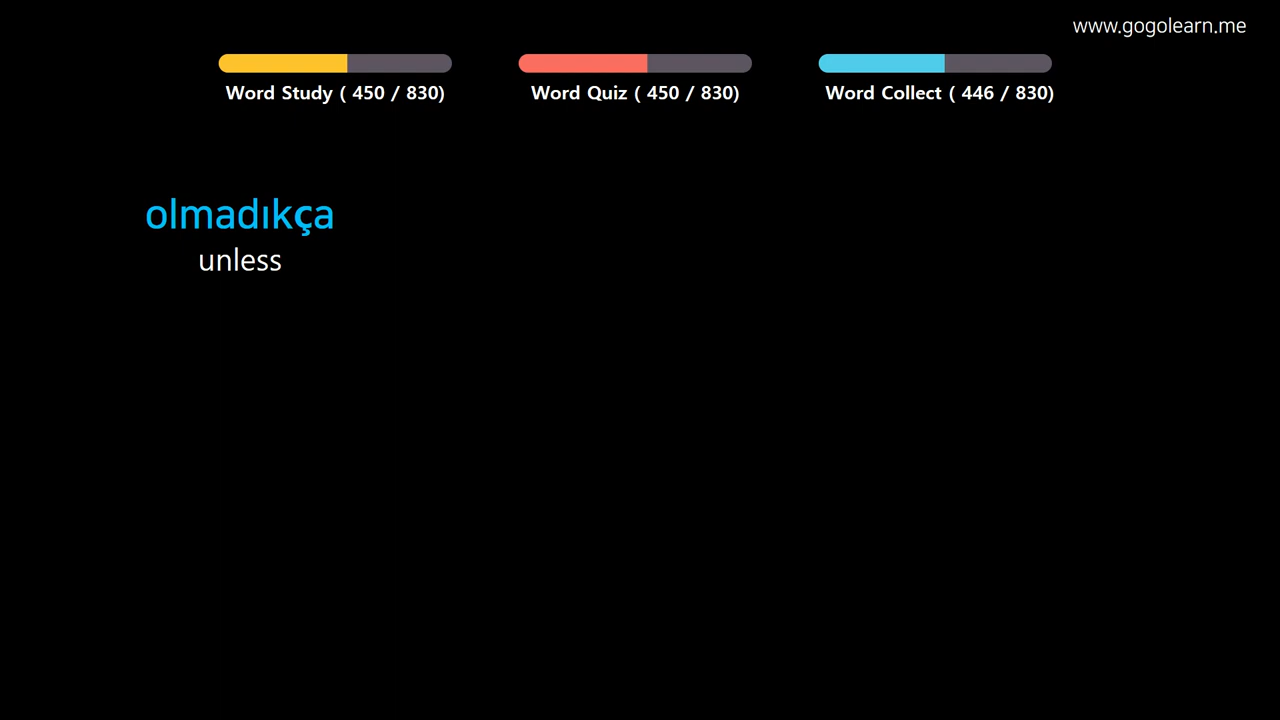 www.gogolearn.me
Word Study ( 450 / 830)
Word Quiz ( 450 / 830)
Word Collect ( 446 / 830)
olmadıkça
unless